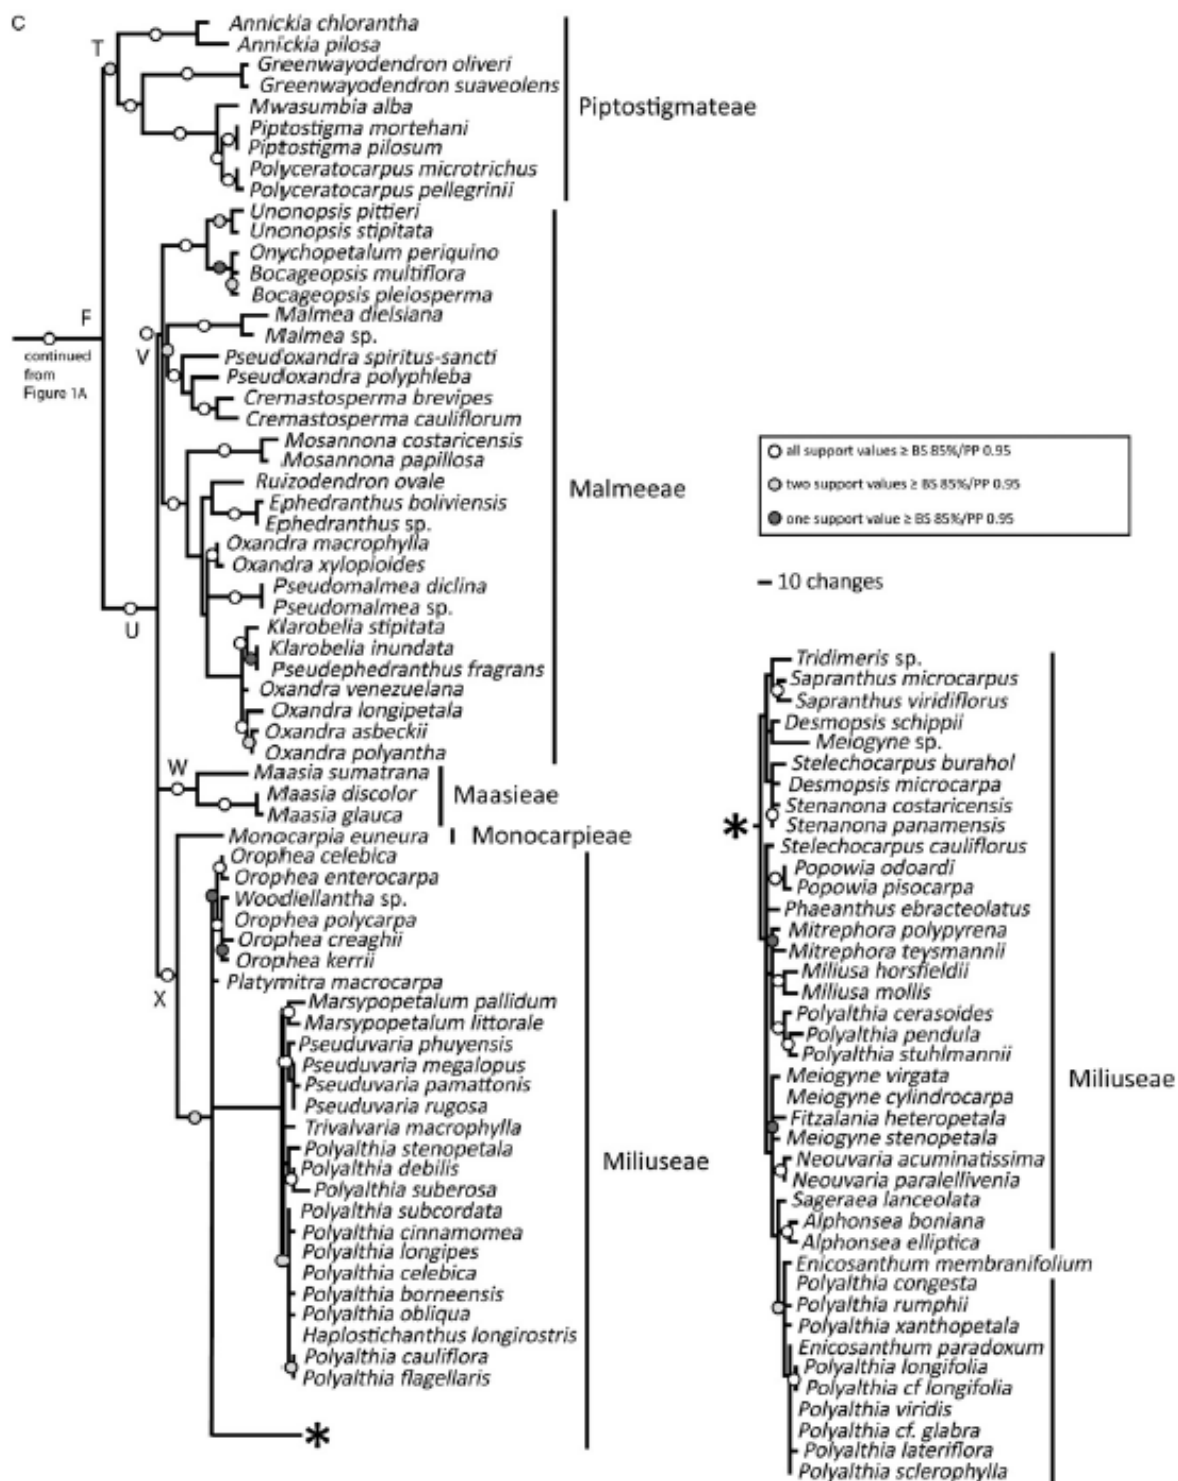 C
T
Annickia chlorantha
Annickia pilosa
Greenwayodendron oliveri
Greenwayodendron suaveolens
Mwasumbia alba
Piptostigma mortehani
Piptostigma pilosum
Polyceratocarpus microtrichus
Polyceratocarpus pellegrinii
Piptostigmateae
Unonopsis pittieri
Unonopsis stipitata
Onychopetalum periquino
Bocageopsis multiflora
Bocageopsis pleiosperma
F
continued
from
Figure 1A
V
Malmea dielsiana
Malmea sp.
Pseudoxandra spiritus-sancti
Pseudoxandra polyphleba
Cremastosperma brevipes
Cremastosperma cauliflorum
Mosannona costaricensis
Mosannona papillosa
Ruizodendron ovale
Ephedranthus boliviensis
Ephedranthus sp.
Oxandra macrophylla
Oxandra xylopioides
Pseudomalmea diclina
Pseudomalmea sp.
Klarobelia stipitata
Klarobelia inundata
Pseudephedranthus fragrans
Oxandra venezuelana
Oxandra longipetala
Oxandra asbeckii
Oxandra polyantha
Malmeeae
U
W
Maasia sumatrana
Maasia discolor
Maasia glauca
Maasieae
Monocarpia euneura
Monocarpieae
X
Orophea celebica
Orophea enterocarpa
Woodiellantha sp.
Orophea polycarpa
Orophea creaghii
Orophea kerrii
Platymitra macrocarpa
Marsypopetalum pallidum
Marsypopetalum littorale
Pseuduvaria phuyensis
Pseuduvaria megalopus
Pseuduvaria pamattonis
Pseuduvaria rugosa
Trivalvaria macrophylla
Polyalthia stenopetala
Polyalthia debilis
Polyalthia suberosa
Polyalthia subcordata
Polyalthia cinnamomea
Polyalthia longipes
Polyalthia celebica
Polyalthia borneensis
Polyalthia obliqua
Haplostichanthus longirostris
Polyalthia cauliflora
Polyalthia flagellaris
*
Miliuseae
all support values ≥ BS 85%/PP 0.95
two support values ≥ BS 85%/PP 0.95
one support value ≥ BS 85%/PP 0.95
10 changes
*
Tridimeris sp.
Sapranthus microcarpus
Sapranthus viridiflorus
Desmopsis schippii
Meiogyne sp.
Stelechocarpus burahol
Desmopsis microcarpa
Stenanona costaricensis
Stenanona panamensis
Stelechocarpus cauliflorus
Popowia odoardi
Popowia pisocarpa
Phaeanthus ebracteolatus
Mitrephora polypyrena
Mitrephora teysmannii
Miliusa horsfieldii
Miliusa mollis
Polyalthia cerasoides
Polyalthia pendula
Polyalthia stuhlmannii
Meiogyne virgata
Meiogyne cylindrocarpa
Fitzalania heteropetala
Meiogyne stenopetala
Neouvaria acuminatissima
Neouvaria paralellivenia
Sageraea lanceolata
Alphonsea boniana
Alphonsea elliptica
Enicosanthum membranifolium
Polyalthia congesta
Polyalthia rumphii
Polyalthia xanthopetala
Enicosanthum paradoxum
Polyalthia longifolia
Polyalthia cf longifolia
Polyalthia viridis
Polyalthia cf. glabra
Polyalthia lateriflora
Polyalthia sclerophylla
Miliuseae